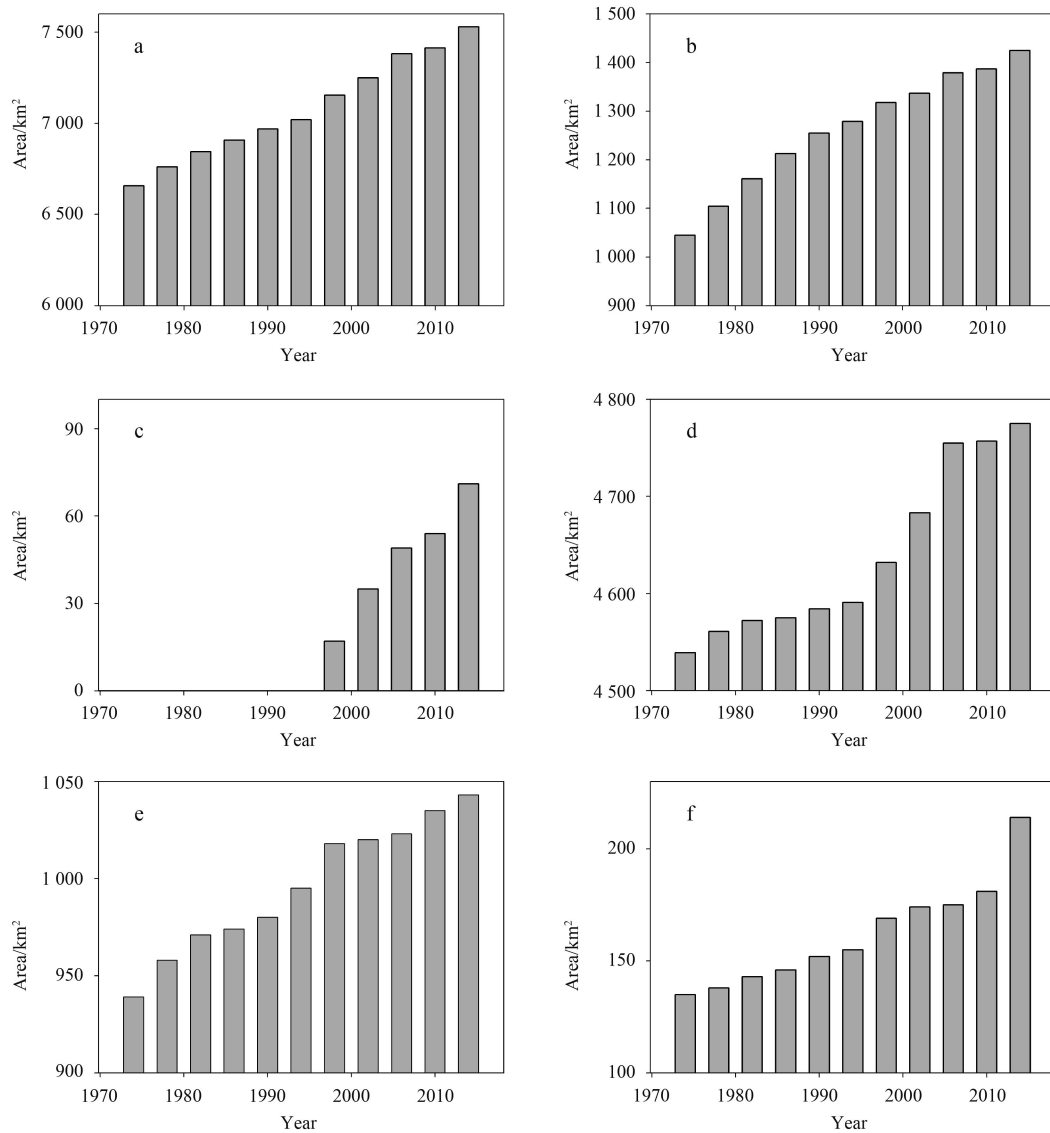 a
Area/km²
7 500
7 000
6 500
6 000
1970 1980 1990 2000 2010
Year
b
Area/km²
1 500
1 400
1 300
1 200
1 100
1 000
900
1970 1980 1990 2000 2010
Year
c
Area/km²
90
60
30
0
1970 1980 1990 2000 2010
Year
d
Area/km²
4 800
4 700
4 600
4 500
1970 1980 1990 2000 2010
Year
e
Area/km²
1 050
1 000
950
900
1970 1980 1990 2000 2010
Year
f
Area/km²
200
150
100
1970 1980 1990 2000 2010
Year